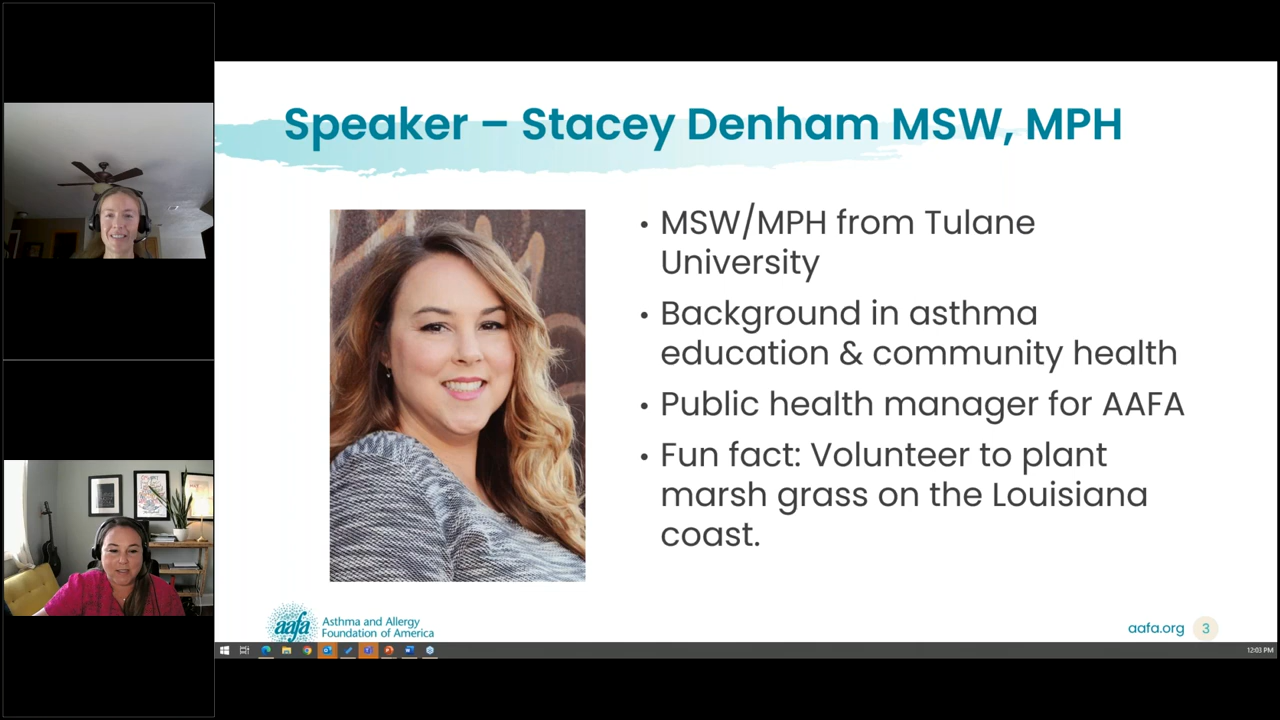 Speaker – Stacey Denham MSW, MPH
• MSW/MPH from Tulane
University
• Background in asthma
education & community health
• Public health manager for AAFA
• Fun fact: Volunteer to plant
marsh grass on the Louisiana
coast.
aafa
Asthma and Allergy
Foundation of America
aafa.org
3
12:03 PM